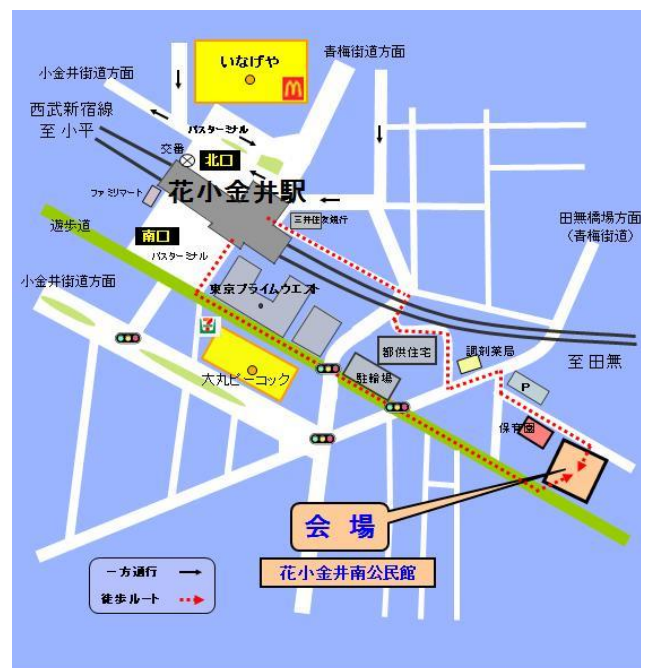 いなげや
青梅街道方面
小金井街道方面
西武新宿線
至 小平
バスターミナル
交番
北口
花小金井駅
ファミリマート
三井住友銀行
田無橋場方面
（青梅街道）
遊歩道
南口
バスターミナル
小金井街道方面
東京プライムウエスト
7
都供住宅
調剤薬局
至 田無
大丸ピーコック
駐輪場
P
保育園
会 場
花小金井南公民館
一方通行
徒歩ルート